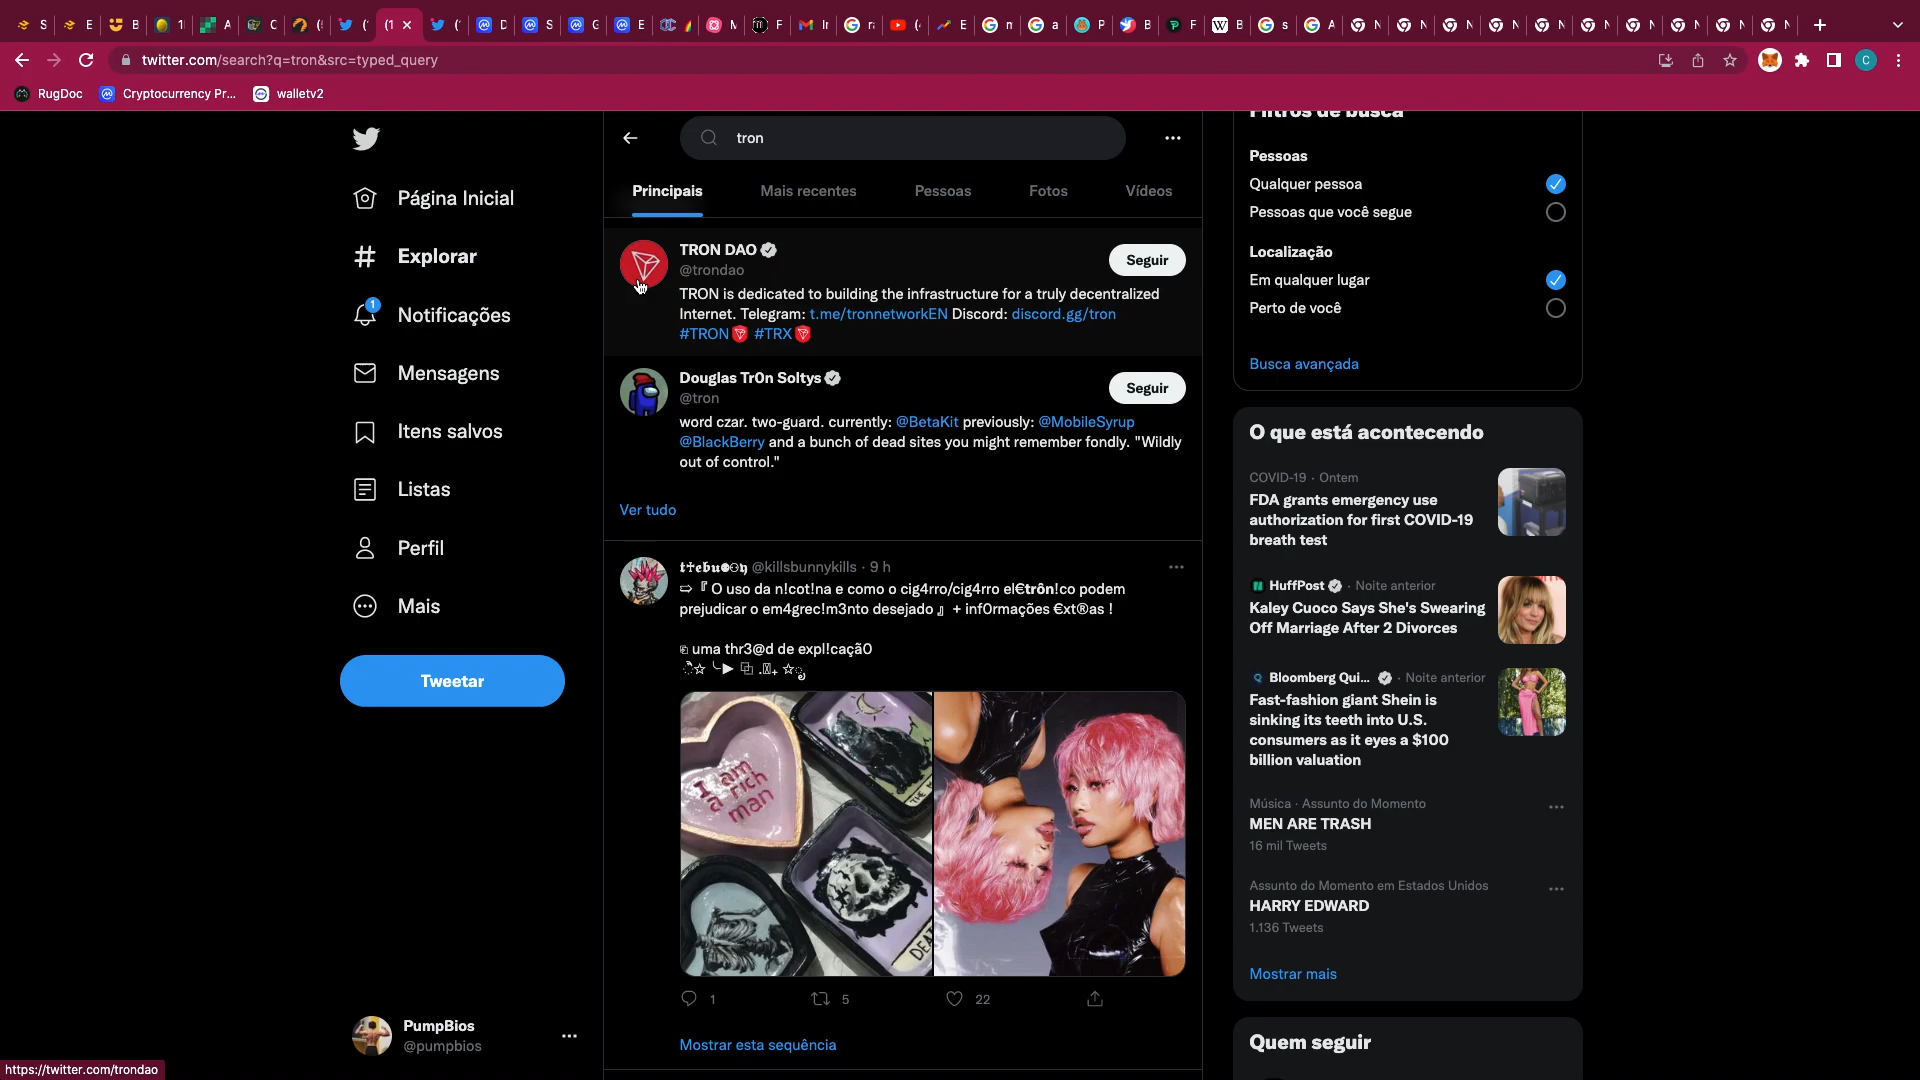 twitter.com/search?q=tron&src=typed_query
RugDoc
Cryptocurrency Pr...
walletv2
Página Inicial
Explorar
1
Notificações
Mensagens
Itens salvos
Listas
Perfil
Mais
Tweetar
PumpBios
@pumpbios
https://twitter.com/trondao
tron
Principais
Mais recentes
Pessoas
Fotos
Vídeos
TRON DAO
@trondao
Seguir
TRON is dedicated to building the infrastructure for a truly decentralized
Internet. Telegram: t.me/tronnetworkEN Discord: discord.gg/tron
#TRON #TRX
Douglas Tr0n Soltys
@tron
Seguir
word czar. two-guard. currently: @BetaKit previously: @MobileSyrup
@BlackBerry and a bunch of dead sites you might remember fondly. "Wildly
out of control."
Ver tudo
@killsbunnykills · 9 h
⇨『 O uso da n!cot!na e como o cig4rro/cig4rro el€trôn!co podem
prejudicar o em4grec!m3nto desejado 』 + inf0rmações €xt®as !
uma thr3@d de expl!caçã0
I am
a rich
man
DEAT
1
5
22
Mostrar esta sequência
Filtros de busca
Pessoas
Qualquer pessoa
Pessoas que você segue
Localização
Em qualquer lugar
Perto de você
Busca avançada
O que está acontecendo
COVID-19 · Ontem
FDA grants emergency use
authorization for first COVID-19
breath test
HuffPost · Noite anterior
Kaley Cuoco Says She's Swearing
Off Marriage After 2 Divorces
Bloomberg Qui... · Noite anterior
Fast-fashion giant Shein is
sinking its teeth into U.S.
consumers as it eyes a $100
billion valuation
Música · Assunto do Momento
MEN ARE TRASH
16 mil Tweets
Assunto do Momento em Estados Unidos
HARRY EDWARD
1.136 Tweets
Mostrar mais
Quem seguir